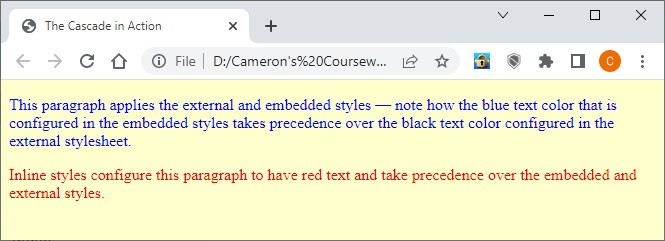 The Cascade in Action
File
D:/Cameron's%20Coursew...
C
This paragraph applies the external and embedded styles — note how the blue text color that is
configured in the embedded styles takes precedence over the black text color configured in the
external stylesheet.
Inline styles configure this paragraph to have red text and take precedence over the embedded and
external styles.